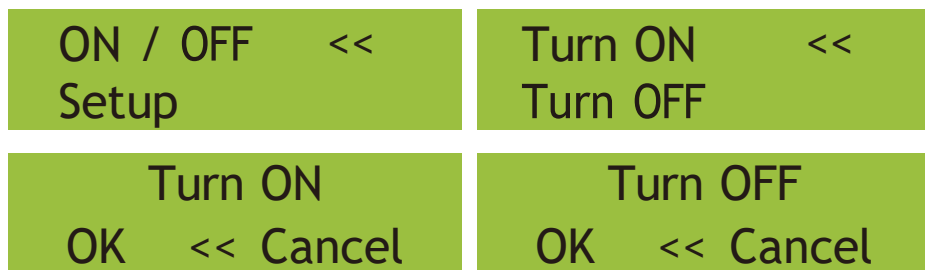 ON / OFF <<
Setup
Turn ON <<
Turn OFF
Turn ON
OK << Cancel
Turn OFF
OK << Cancel